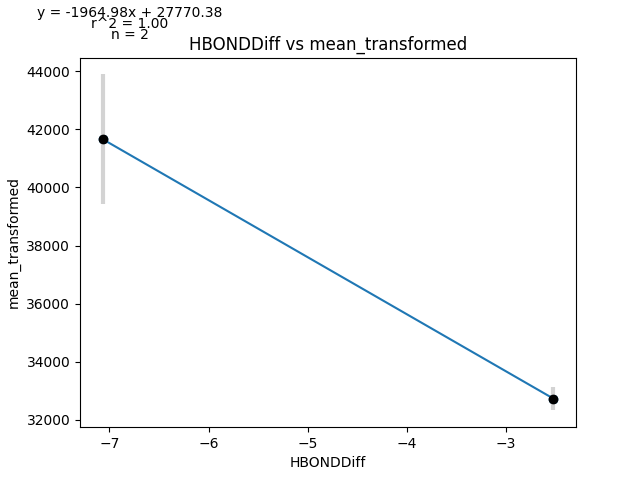 y = -1964.98x + 27770.38
r^2 = 1.00
n = 2
HBONDDiff vs mean_transformed
44000
42000
40000
38000
36000
34000
32000
mean_transformed
−7
−6
−5
−4
−3
HBONDDiff